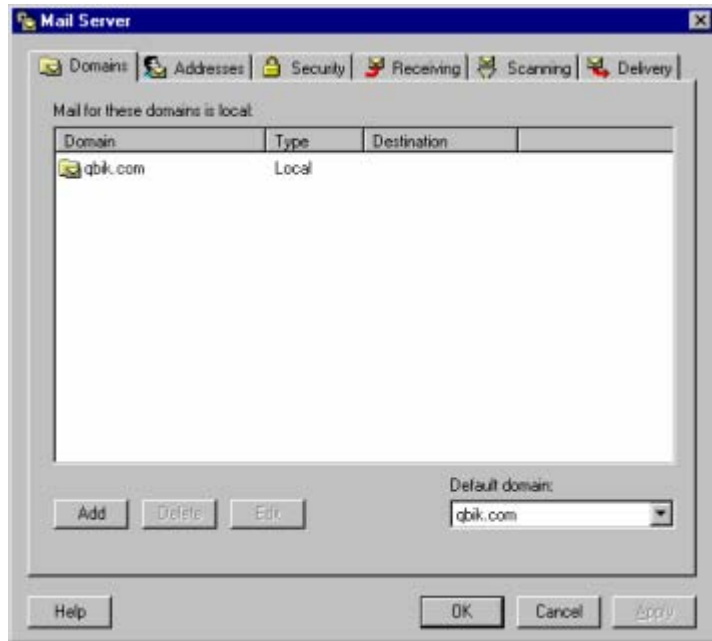 Mail Server
Domains Addresses Security Receiving Scanning Delivery
Mail for these domains is local:
Domain Type Destination
qbik.com Local
Default domain:
Add Delete Edit qbik.com
Help OK Cancel Apply